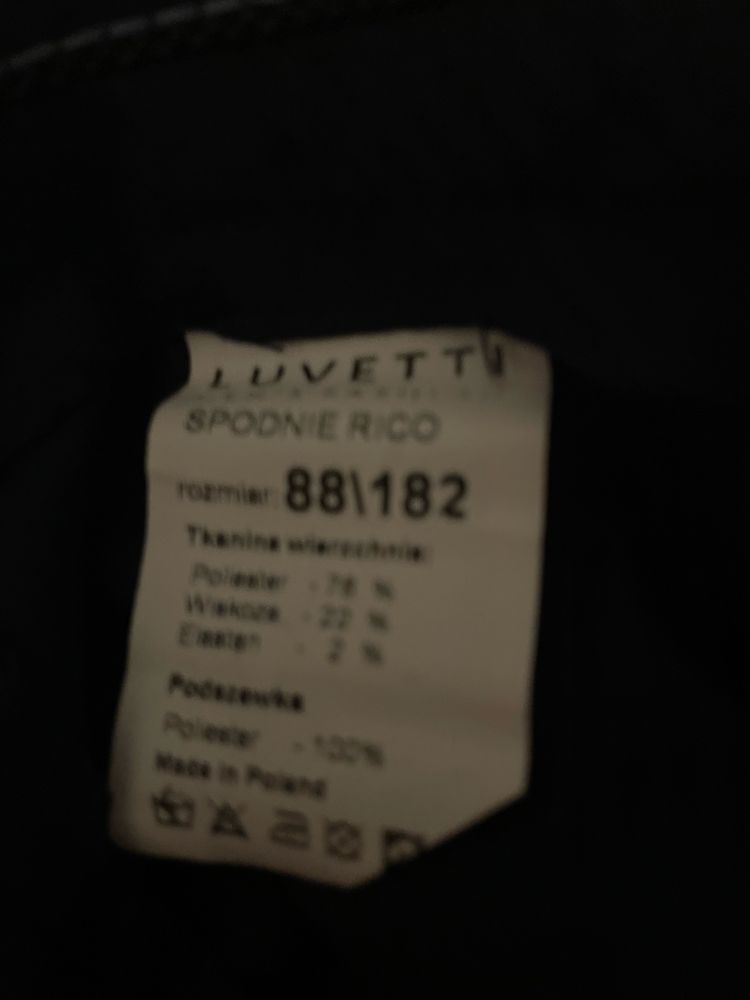 LUVETTI
SPODNIE RICO
rozmiar: 88\182
Tkanina wierzchnia:
Poliester - 76 %
Wiskoza - 22 %
Elastan - 2 %
Podszewka
Poliester - 100%
Made in Poland